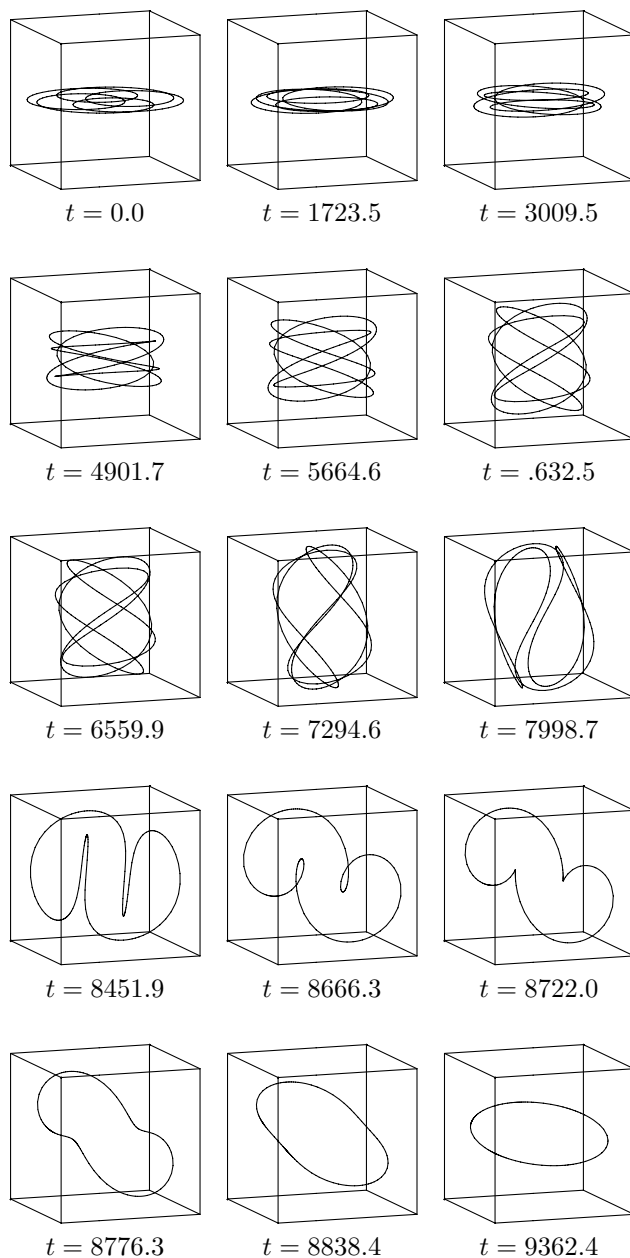 t = 0.0 t = 1723.5 t = 3009.5
t = 4901.7 t = 5664.6 t = .632.5
t = 6559.9 t = 7294.6 t = 7998.7
t = 8451.9 t = 8666.3 t = 8722.0
t = 8776.3 t = 8838.4 t = 9362.4